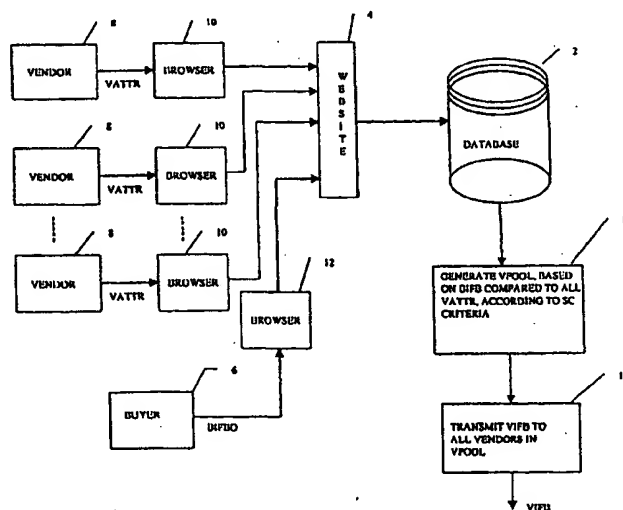 8 10 4
VENDOR VATTR BROWSER
WEBSITE
2
DATABASE
8 10
VENDOR VATTR BROWSER
8 10
VENDOR VATTR BROWSER
12
BROWSER
6
BUYER
GENERATE VPOOL, BASED
ON BIFB COMPARED TO ALL
VATTR, ACCORDING TO SC
CRITERIA
1
TRANSMIT VIFB TO
ALL VENDORS IN
VPOOL
VIFB